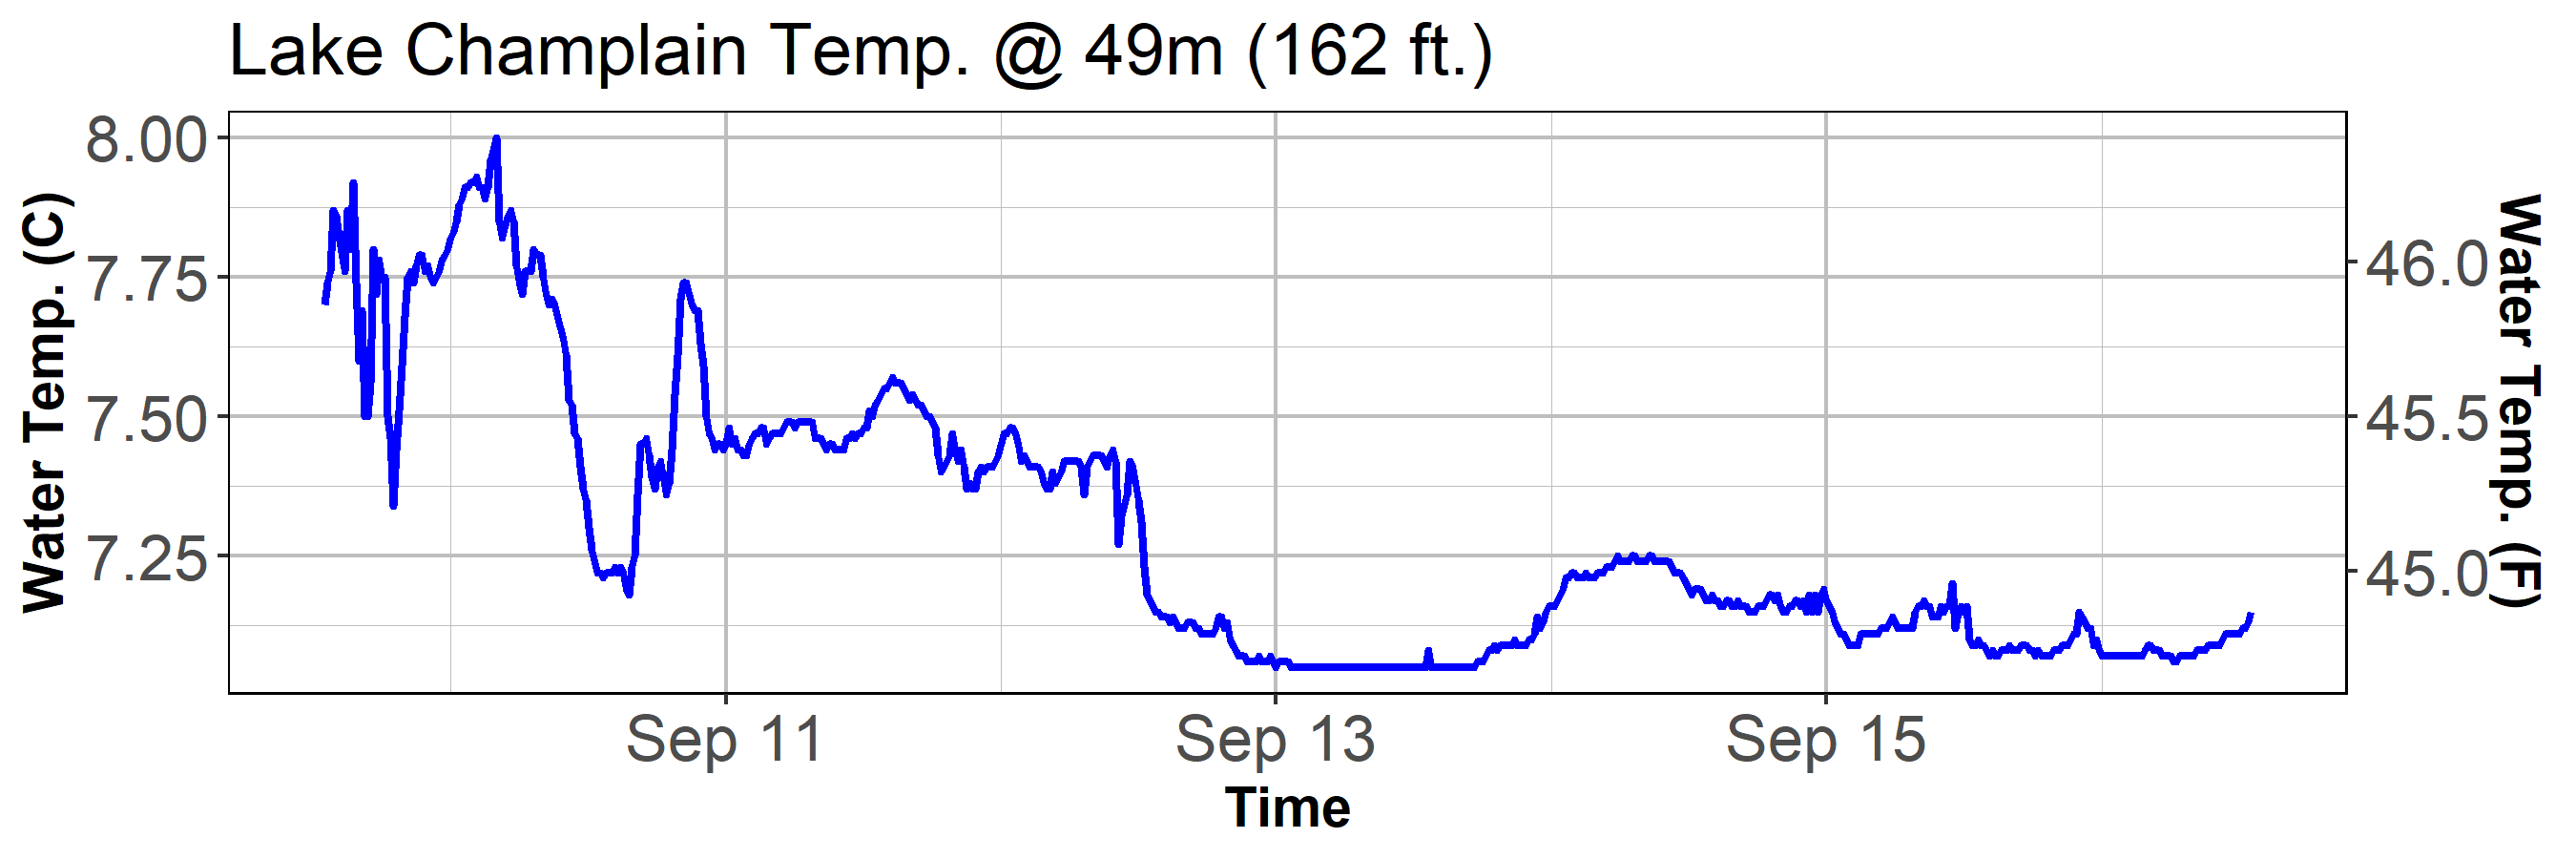 Lake Champlain Temp. @ 49m (162 ft.)
Water Temp. (C)
8.00
7.75
7.50
7.25
46.0
45.5
45.0
Water Temp. (F)
Sep 11
Sep 13
Sep 15
Time